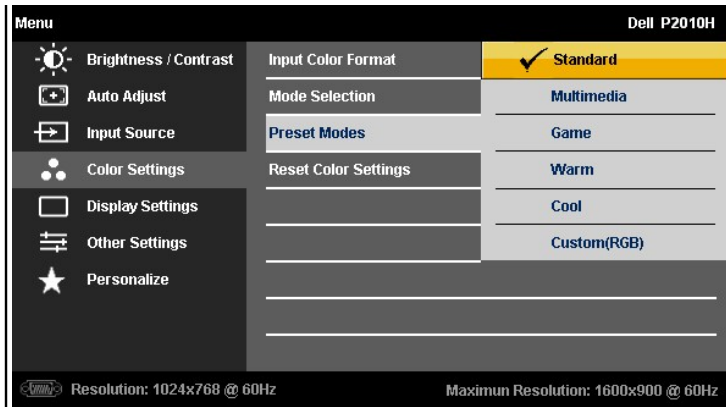 Menu Dell P2010H
Brightness / Contrast Input Color Format Standard
Auto Adjust Mode Selection Multimedia
Input Source Preset Modes Game
Color Settings Reset Color Settings Warm
Display Settings Cool
Other Settings Custom(RGB)
Personalize
Resolution: 1024x768 @ 60Hz Maximun Resolution: 1600x900 @ 60Hz